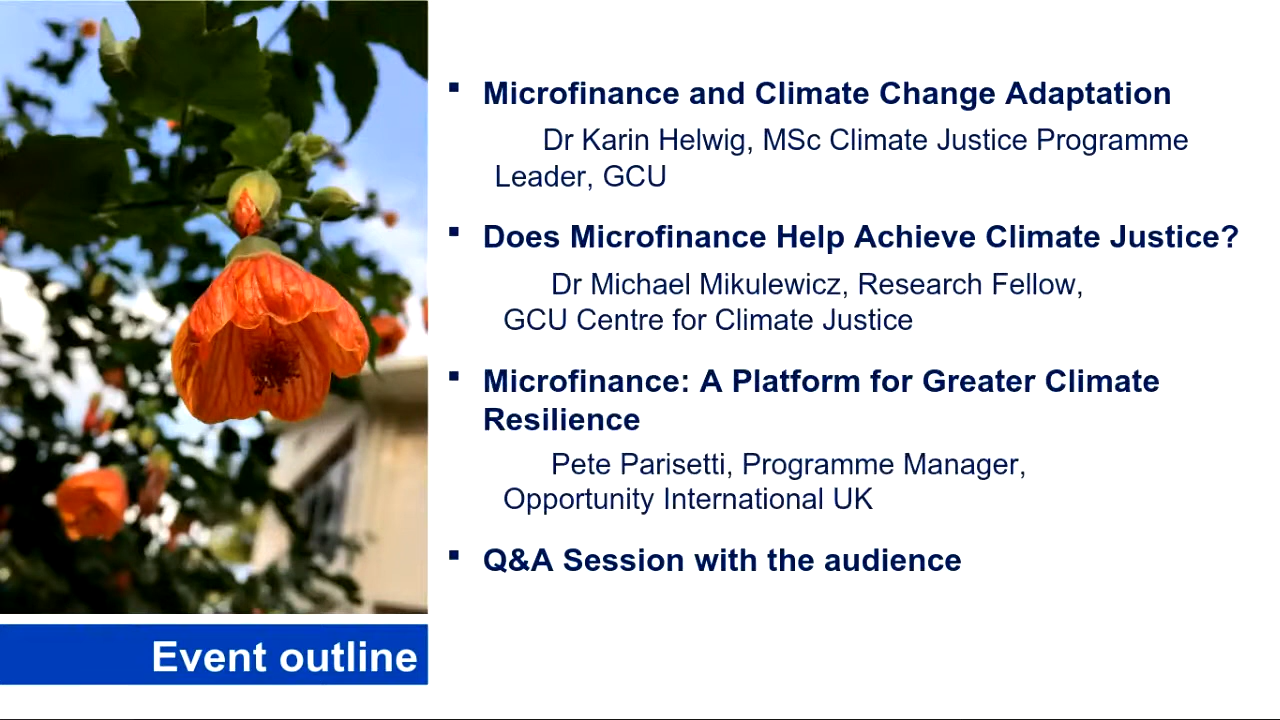 ▪ Microfinance and Climate Change Adaptation
Dr Karin Helwig, MSc Climate Justice Programme
Leader, GCU
▪ Does Microfinance Help Achieve Climate Justice?
Dr Michael Mikulewicz, Research Fellow,
GCU Centre for Climate Justice
▪ Microfinance: A Platform for Greater Climate
Resilience
Pete Parisetti, Programme Manager,
Opportunity International UK
▪ Q&A Session with the audience
Event outline